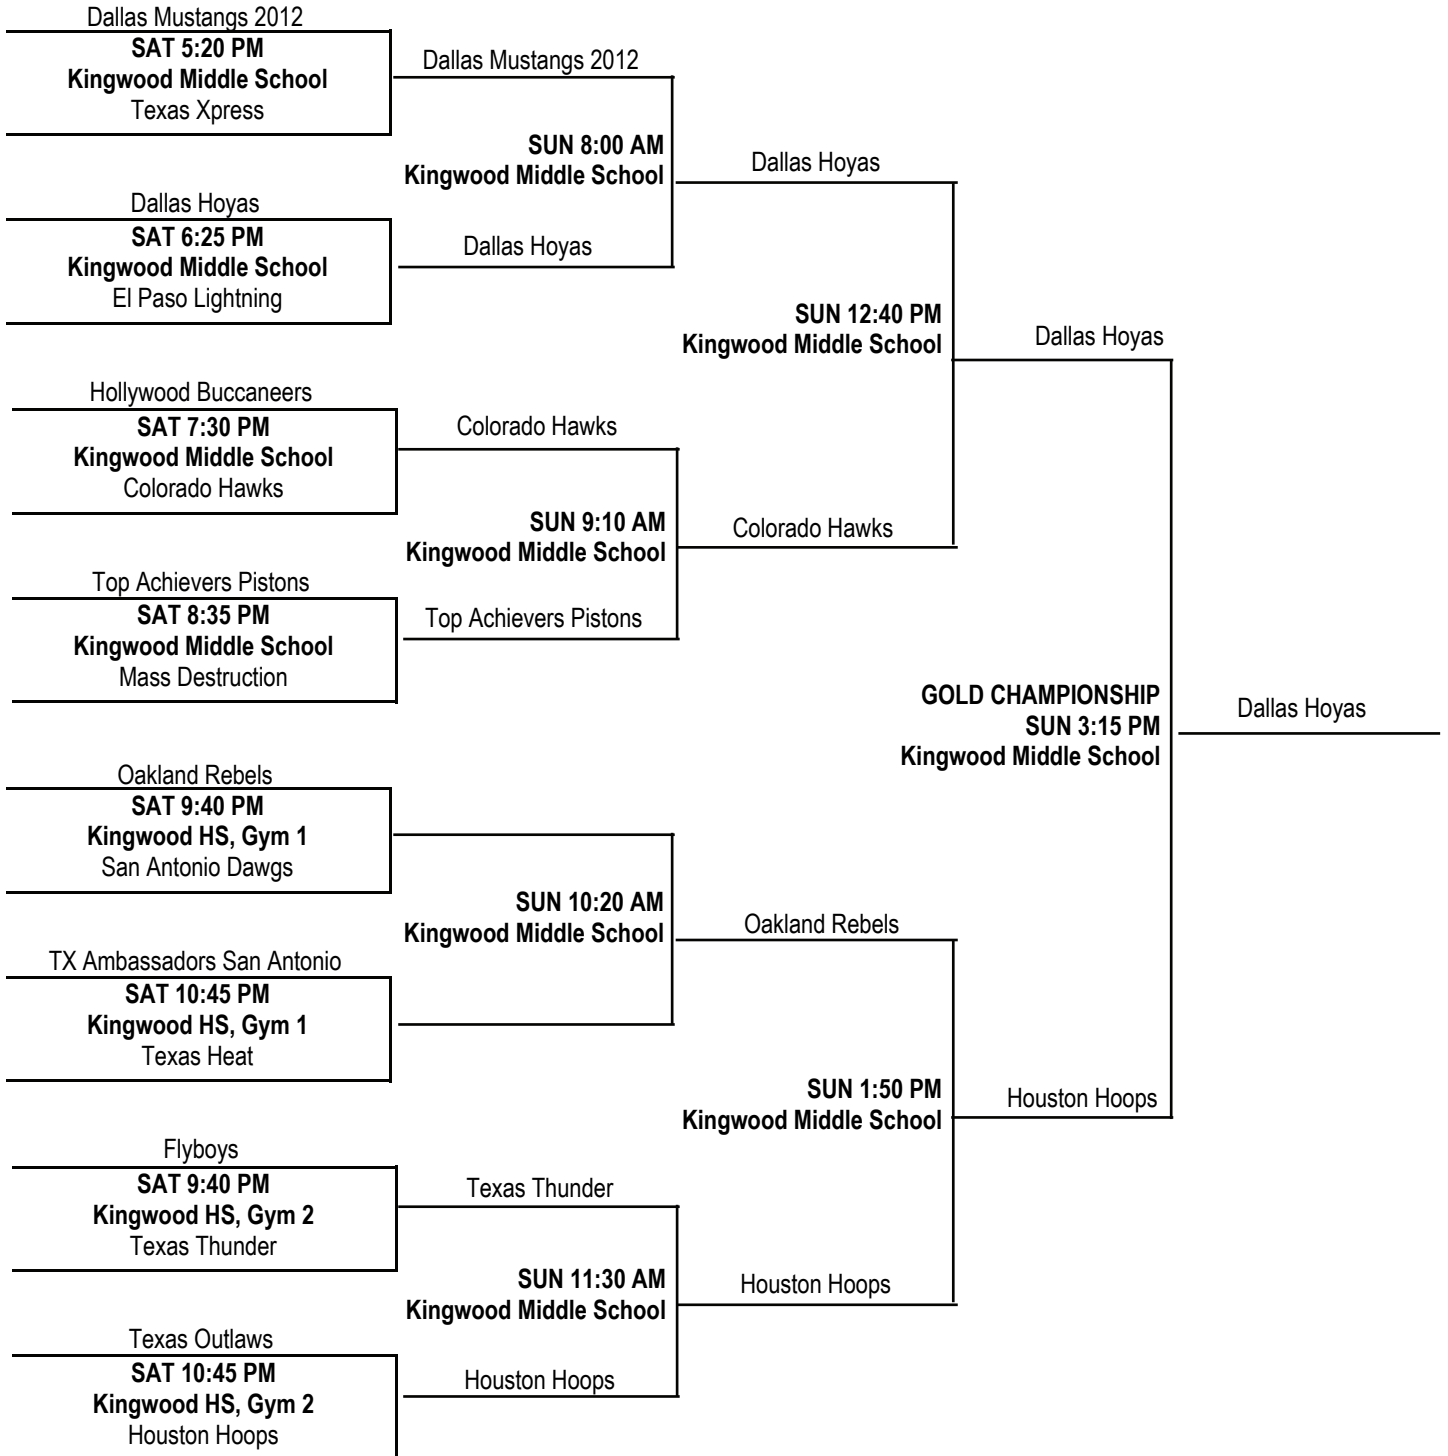 Dallas Mustangs 2012
SAT 5:20 PM
Kingwood Middle School
Texas Xpress
Dallas Hoyas
SAT 6:25 PM
Kingwood Middle School
El Paso Lightning
Hollywood Buccaneers
SAT 7:30 PM
Kingwood Middle School
Colorado Hawks
Top Achievers Pistons
SAT 8:35 PM
Kingwood Middle School
Mass Destruction
Oakland Rebels
SAT 9:40 PM
Kingwood HS, Gym 1
San Antonio Dawgs
TX Ambassadors San Antonio
SAT 10:45 PM
Kingwood HS, Gym 1
Texas Heat
Flyboys
SAT 9:40 PM
Kingwood HS, Gym 2
Texas Thunder
Texas Outlaws
SAT 10:45 PM
Kingwood HS, Gym 2
Houston Hoops
Dallas Mustangs 2012
SUN 8:00 AM
Kingwood Middle School
Dallas Hoyas
Colorado Hawks
SUN 9:10 AM
Kingwood Middle School
Top Achievers Pistons
SUN 10:20 AM
Kingwood Middle School
Texas Thunder
SUN 11:30 AM
Kingwood Middle School
Houston Hoops
Dallas Hoyas
SUN 12:40 PM
Kingwood Middle School
Colorado Hawks
Oakland Rebels
SUN 1:50 PM
Kingwood Middle School
Houston Hoops
Dallas Hoyas
GOLD CHAMPIONSHIP
SUN 3:15 PM
Kingwood Middle School
Houston Hoops
Dallas Hoyas